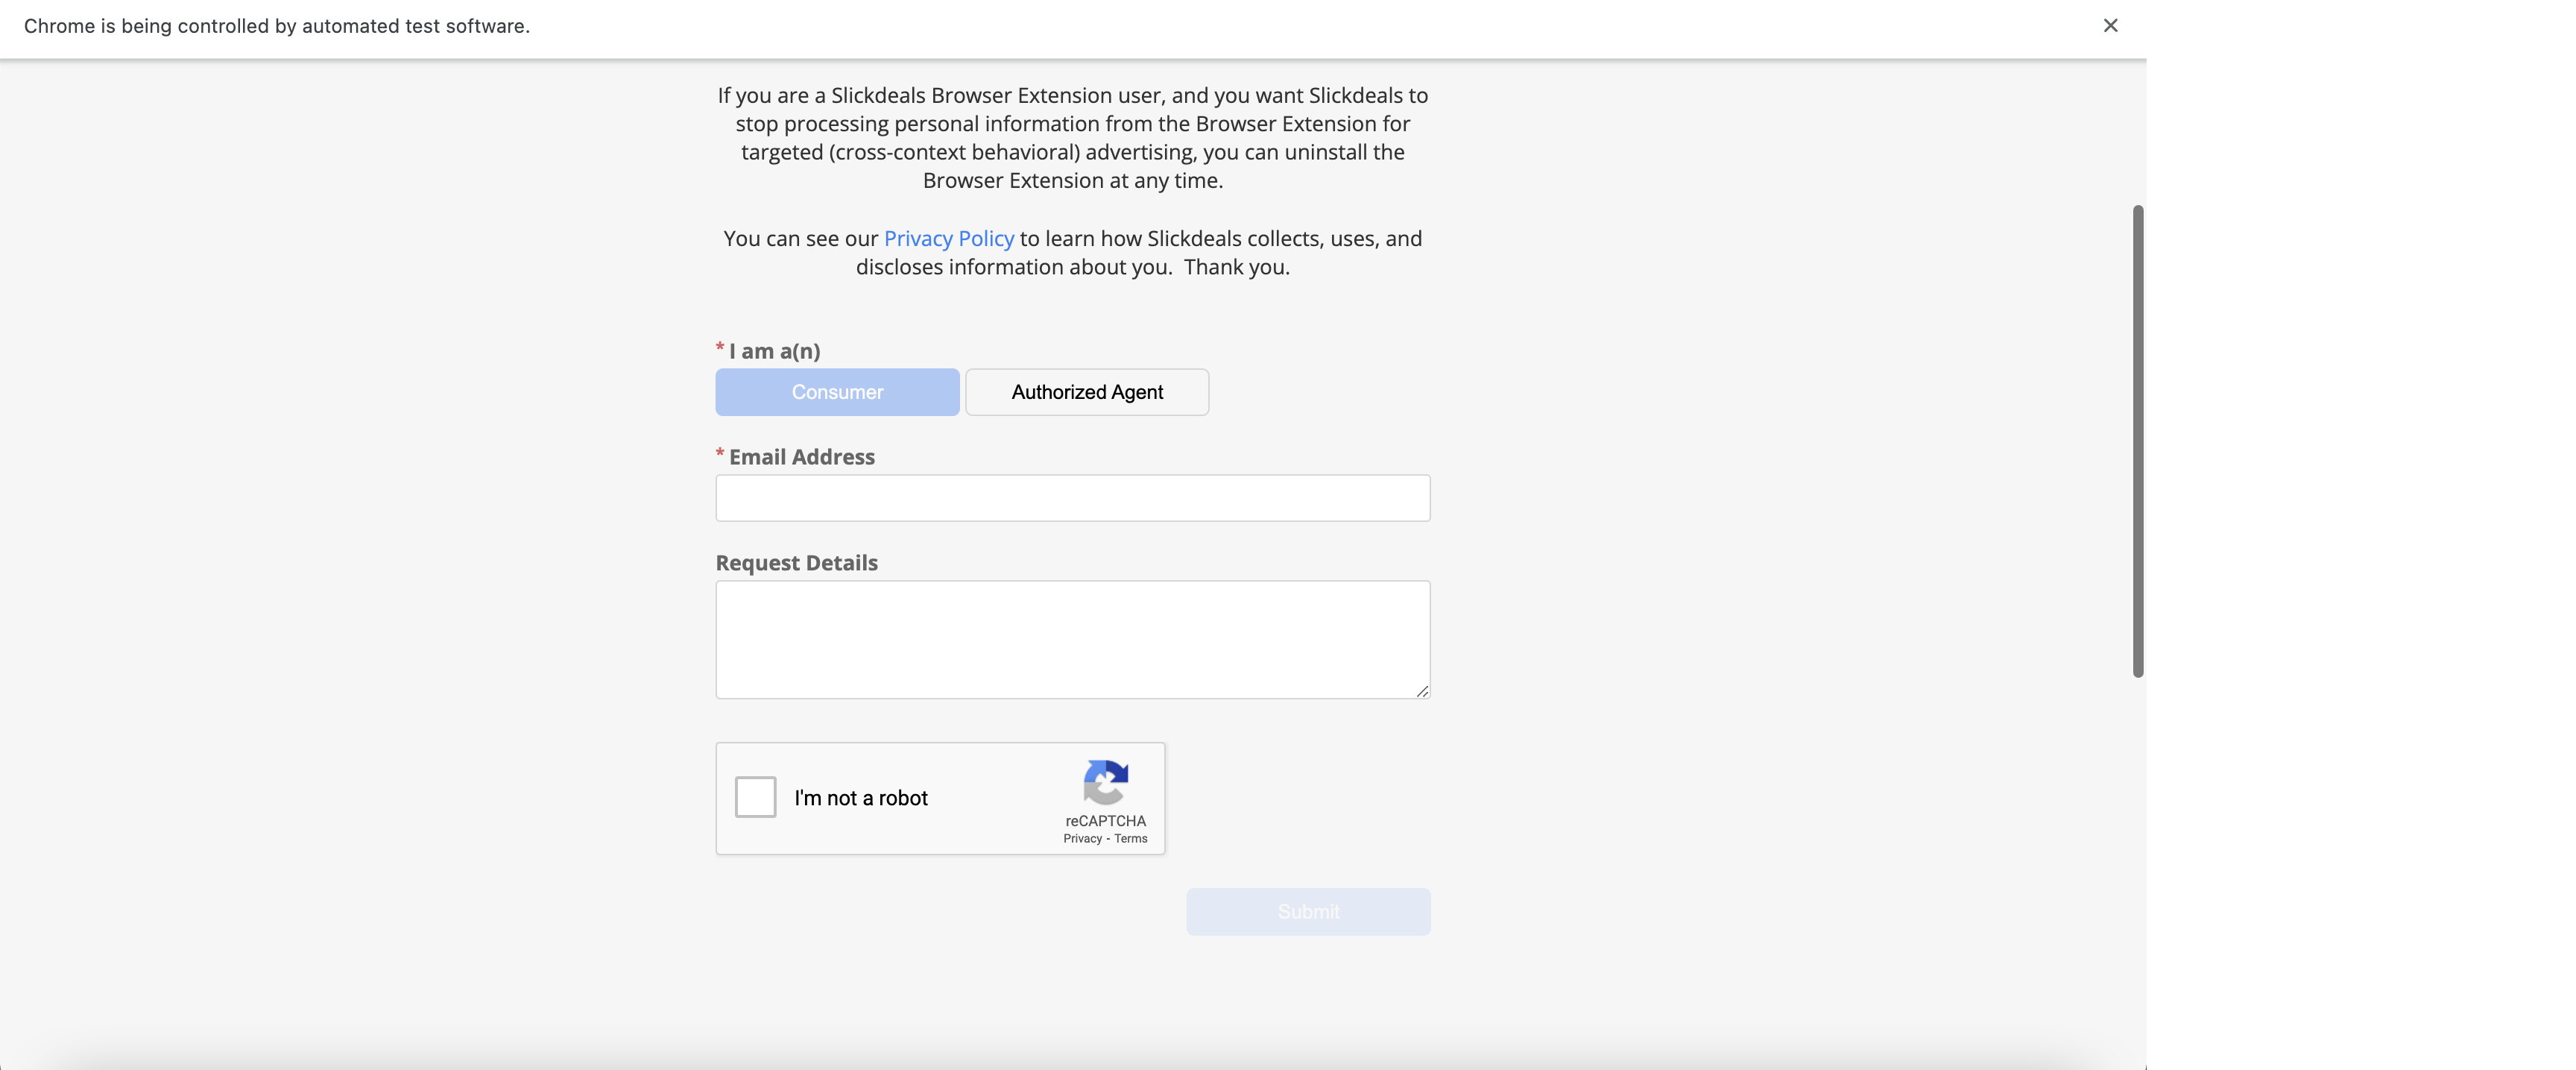 Chrome is being controlled by automated test software.
If you are a Slickdeals Browser Extension user, and you want Slickdeals to
stop processing personal information from the Browser Extension for
targeted (cross-context behavioral) advertising, you can uninstall the
Browser Extension at any time.
You can see our Privacy Policy to learn how Slickdeals collects, uses, and
discloses information about you.  Thank you.
* I am a(n)
Consumer Authorized Agent
* Email Address
Request Details
I'm not a robot
reCAPTCHA
Privacy - Terms
Submit